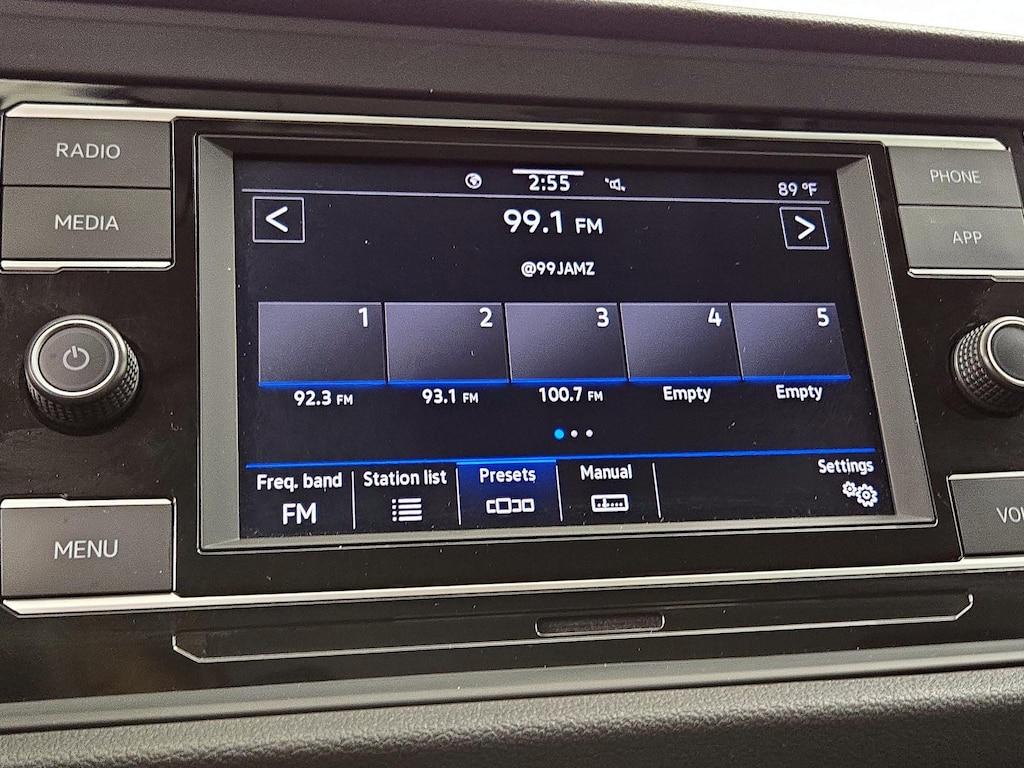 RADIO
MEDIA
MENU
PHONE
APP
2:55
89 °F
<
99.1 FM
>
@99JAMZ
1
2
3
4
5
92.3 FM
93.1 FM
100.7 FM
Empty
Empty
Freq. band
FM
Station list
Presets
Manual
Settings